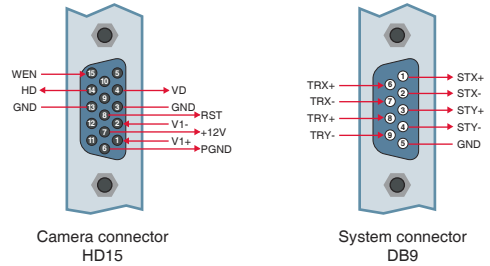 WEN
HD
GND
15
5
10
14
4
9
13
3
8
12
2
7
11
1
6
VD
GND
RST
V1-
+12V
V1+
PGND
Camera connector
HD15
TRX+
TRX-
TRY+
TRY-
1
6
2
7
3
8
4
9
5
STX+
STX-
STY+
STY-
GND
System connector
DB9